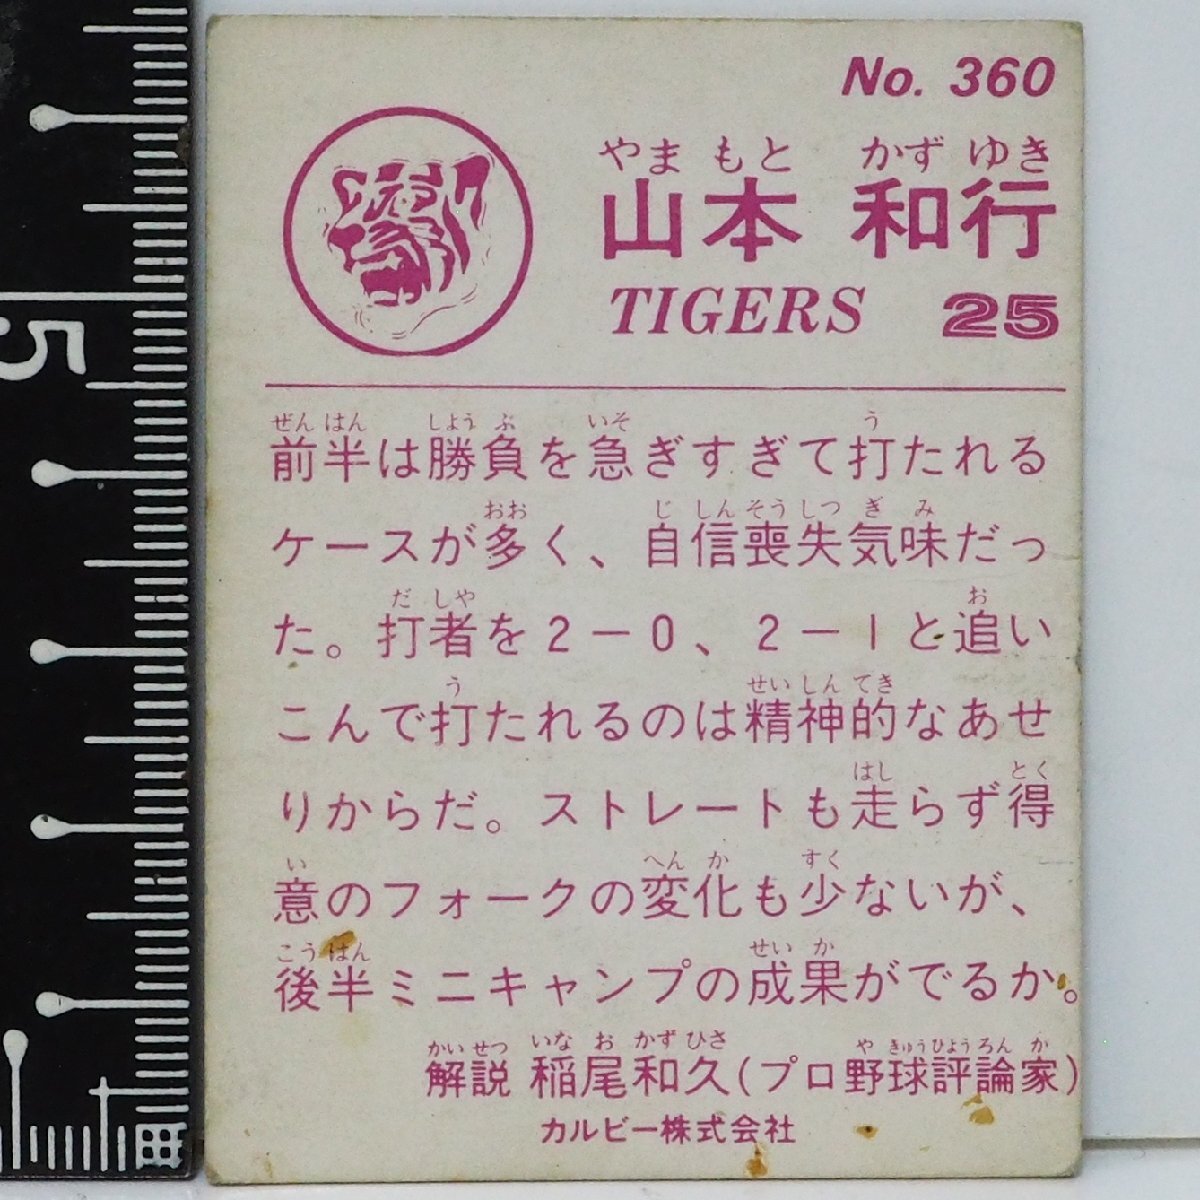 No. 360
やま もと かず ゆき
山本 和行
TIGERS 25
ぜん はん しょう ぶ いそ う
前半は勝負を急ぎすぎて打たれる
おお じ しん そう しつ ぎ み
ケースが多く、自信喪失気味だっ
だ しゃ お
た。打者を2－0、2－1と追い
う せい しん てき
こんで打たれるのは精神的なあせ
はし とく
りからだ。ストレートも走らず得
い へん か すく
意のフォークの変化も少ないが、
こう はん せい か
後半ミニキャンプの成果がでるか。
かい せつ いな お かず ひさ や きゅう ひょう ろん か
解説 稲尾和久(プロ野球評論家)
カルビー株式会社
5